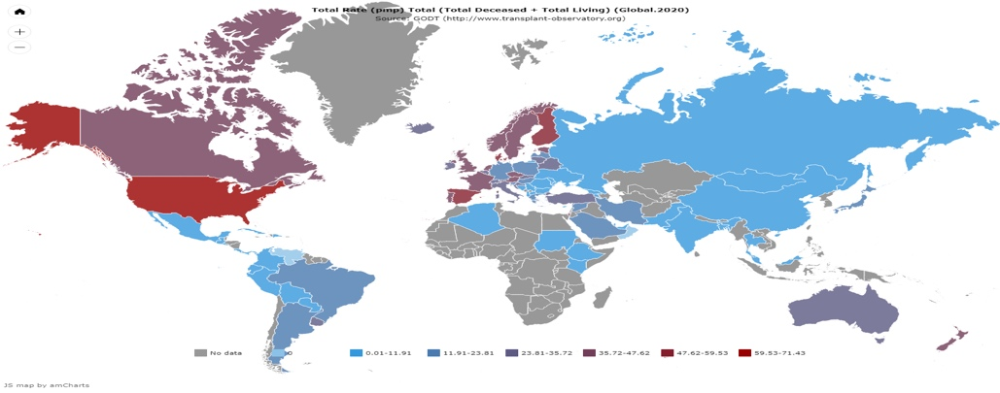 Total Rate (pmp) Total (Total Deceased + Total Living) (Global.2020)
Source: GODT (http://www.transplant-observatory.org)
No data
0
0.01-11.91
11.91-23.81
23.81-35.72
35.72-47.62
47.62-59.53
59.53-71.43
JS map by amCharts